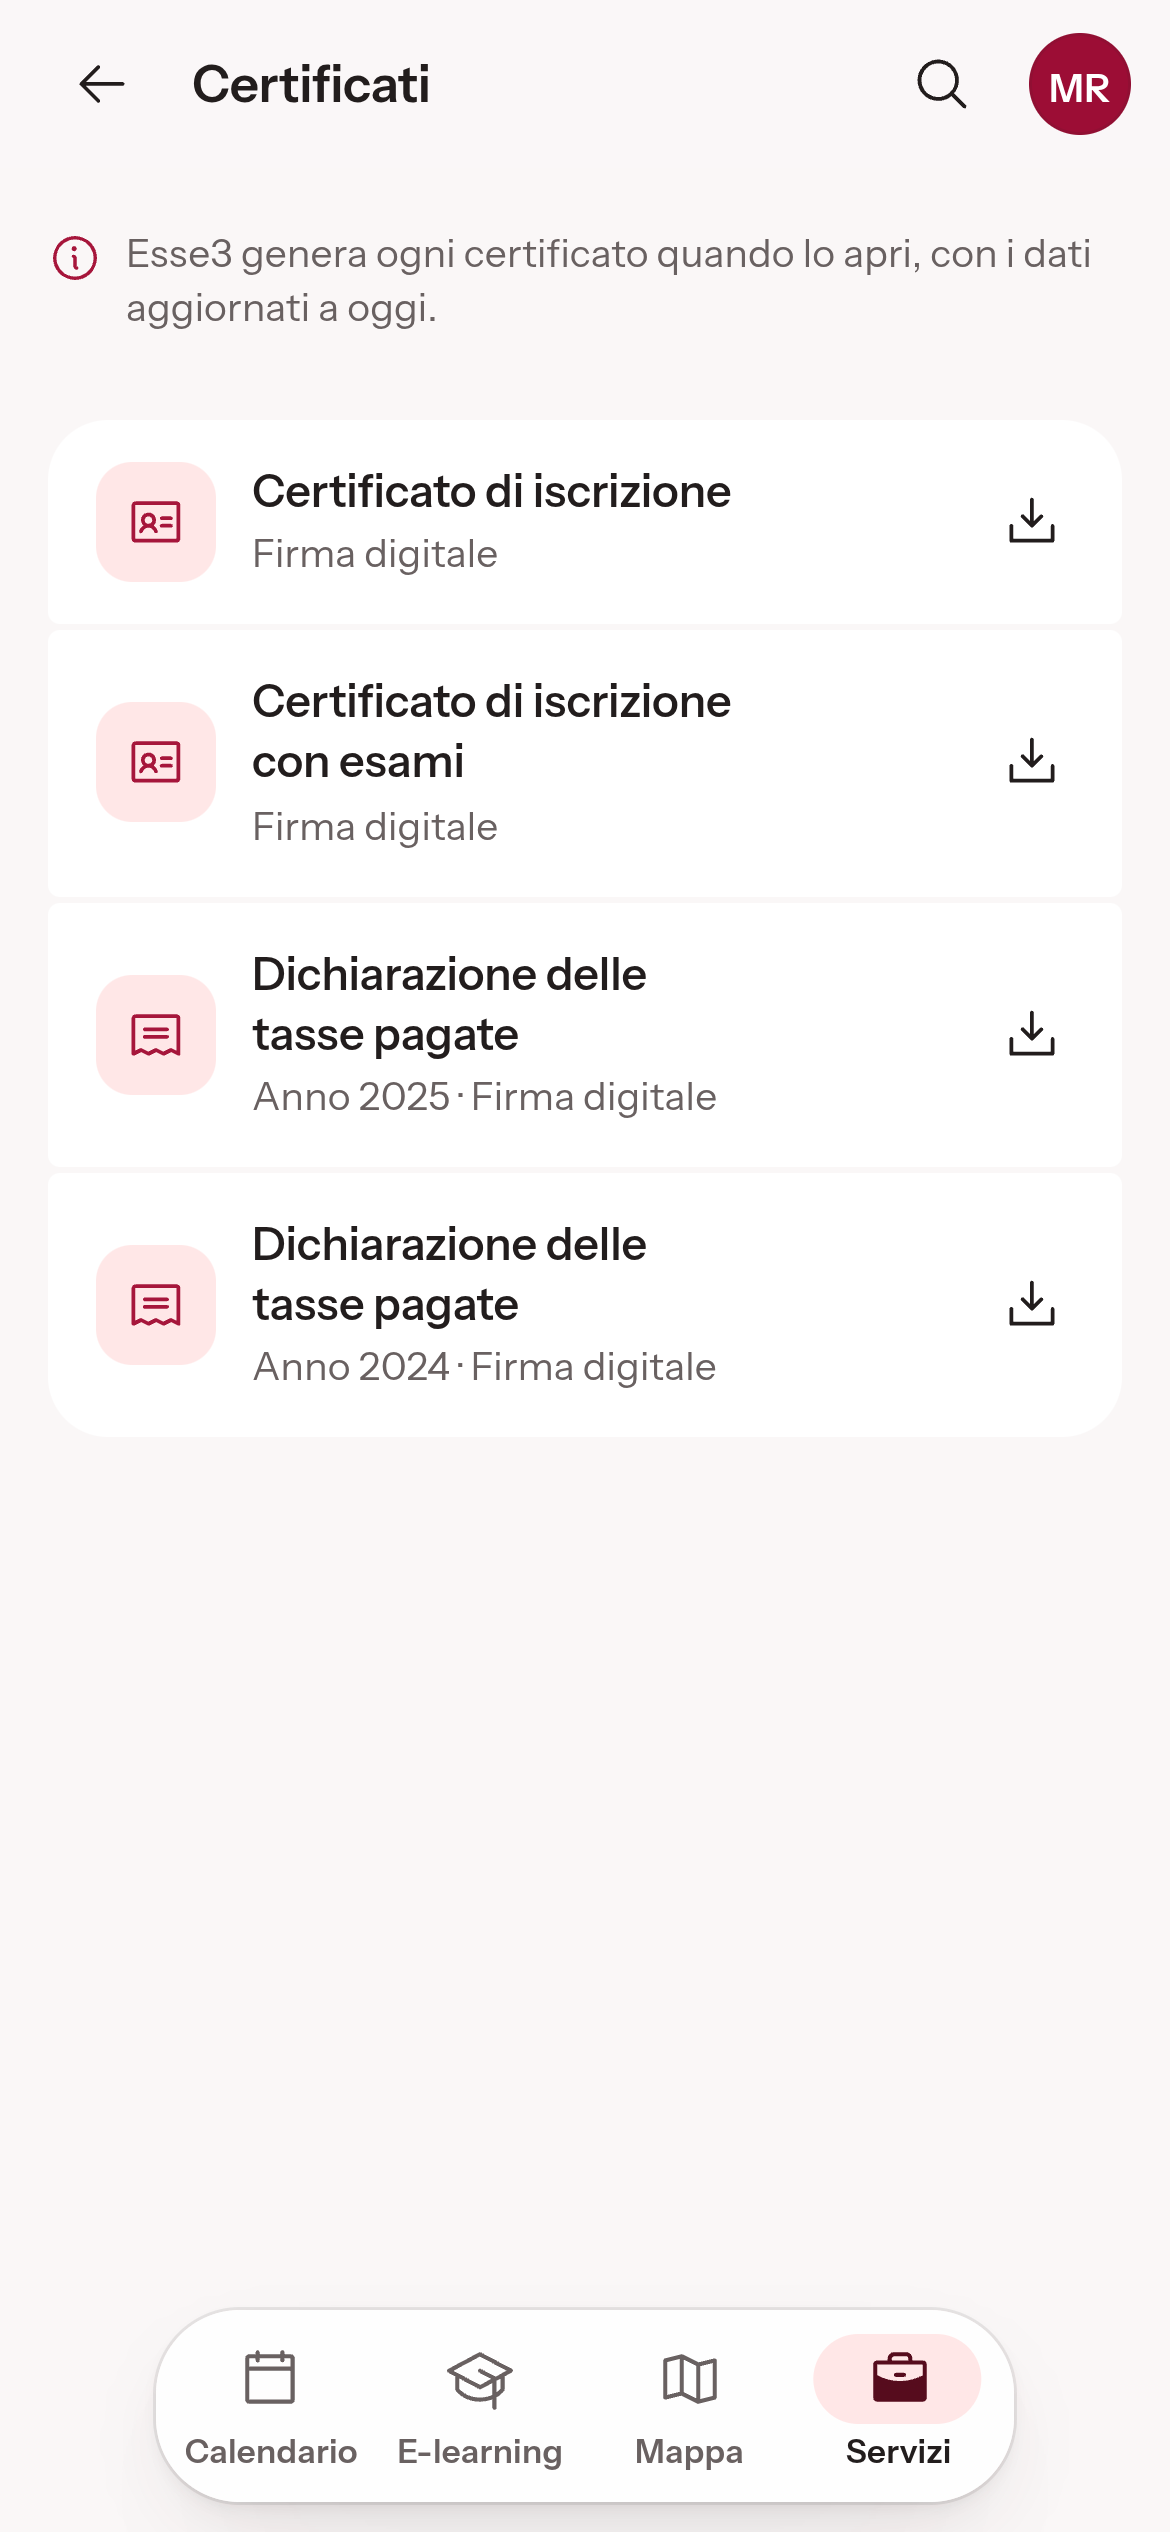 Certificati
MR
Esse3 genera ogni certificato quando lo apri, con i dati
aggiornati a oggi.
Certificato di iscrizione
Firma digitale
Certificato di iscrizione
con esami
Firma digitale
Dichiarazione delle
tasse pagate
Anno 2025 · Firma digitale
Dichiarazione delle
tasse pagate
Anno 2024 · Firma digitale
Calendario
E-learning
Mappa
Servizi